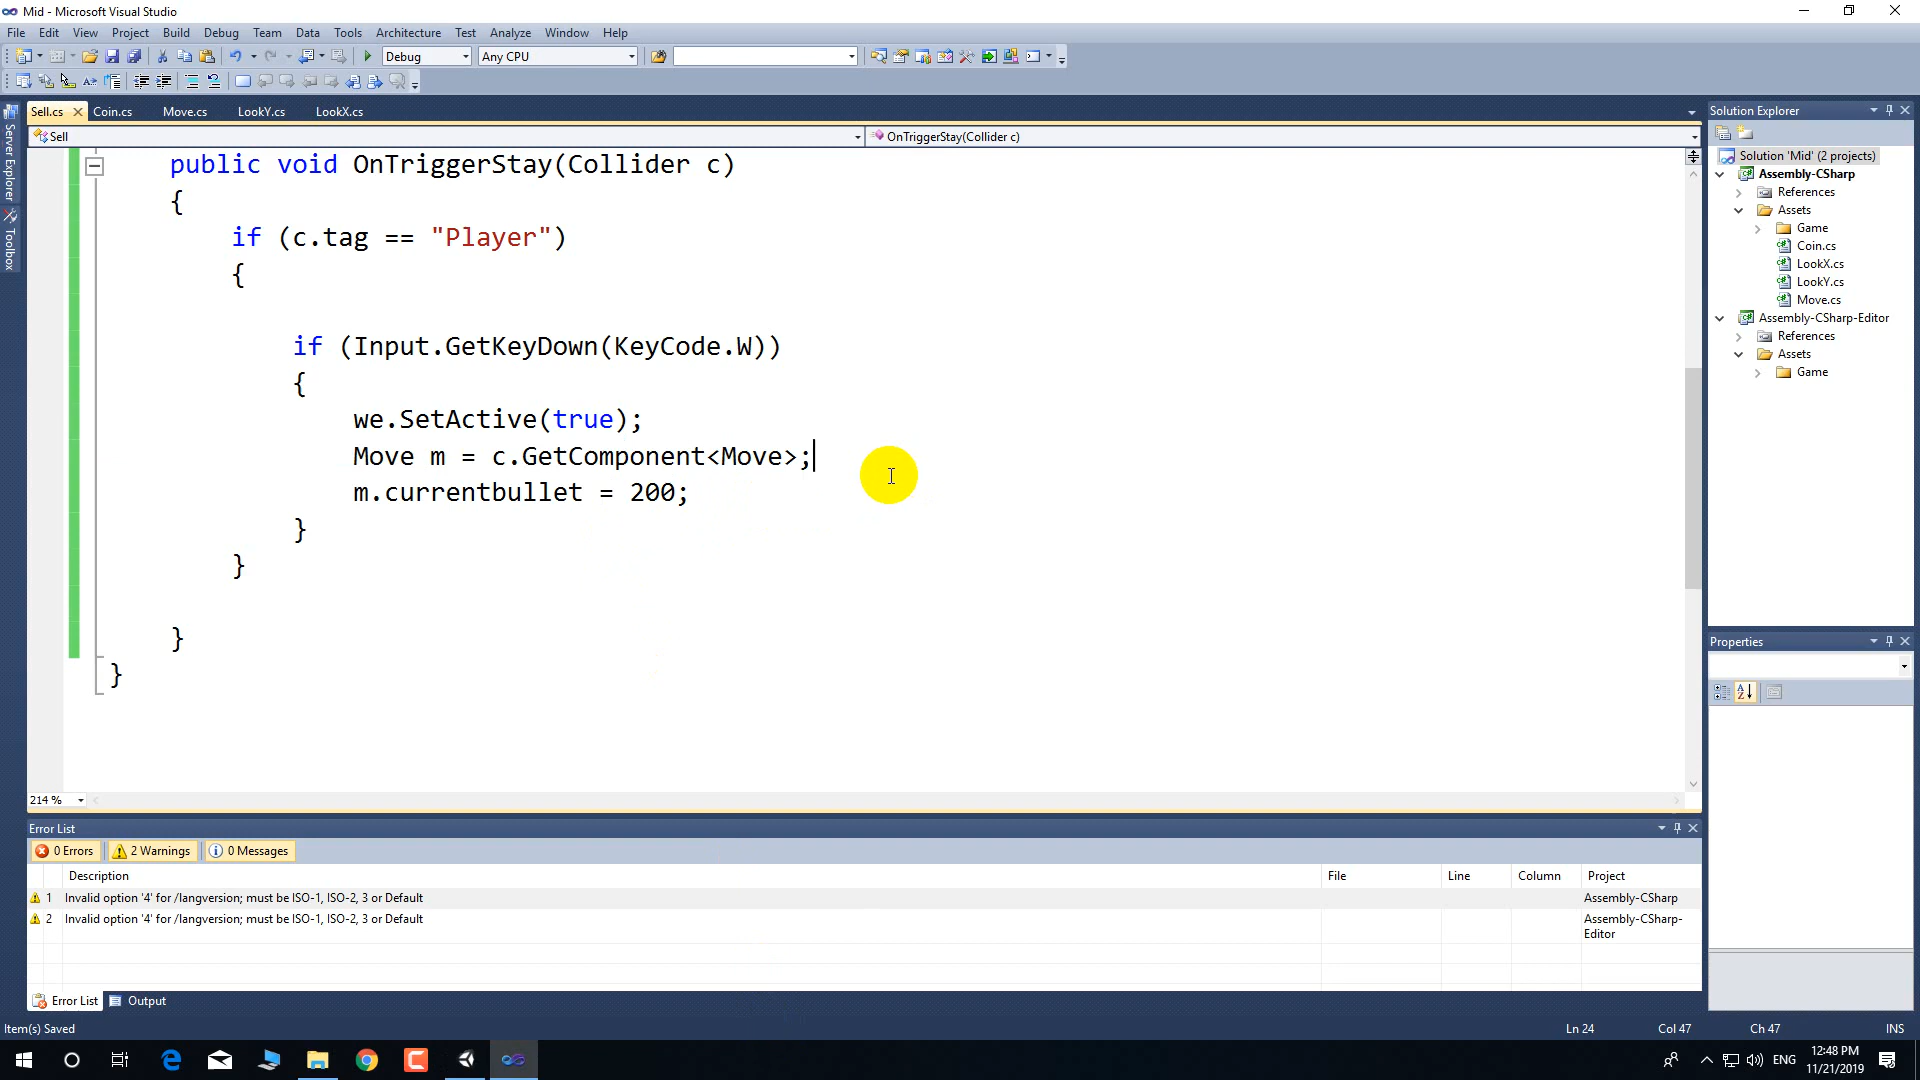 Mid - Microsoft Visual Studio
File Edit View Project Build Debug Team Data Tools Architecture Test Analyze Window Help
Debug Any CPU
Sell.cs Coin.cs Move.cs LookY.cs LookX.cs
Sell OnTriggerStay(Collider c)
public void OnTriggerStay(Collider c)
{
if (c.tag == "Player")
{
if (Input.GetKeyDown(KeyCode.W))
{
we.SetActive(true);
Move m = c.GetComponent<Move>;
m.currentbullet = 200;
}
}
}
}
214 %
Server Explorer
Toolbox
Solution Explorer
Solution 'Mid' (2 projects)
Assembly-CSharp
References
Assets
Game
Coin.cs
LookX.cs
LookY.cs
Move.cs
Assembly-CSharp-Editor
References
Assets
Game
Properties
Error List
0 Errors 2 Warnings 0 Messages
Description File Line Column Project
1 Invalid option '4' for /langversion; must be ISO-1, ISO-2, 3 or Default Assembly-CSharp
2 Invalid option '4' for /langversion; must be ISO-1, ISO-2, 3 or Default Assembly-CSharp-
Editor
Error List Output
Item(s) Saved Ln 24 Col 47 Ch 47 INS
ENG 12:48 PM
11/21/2019